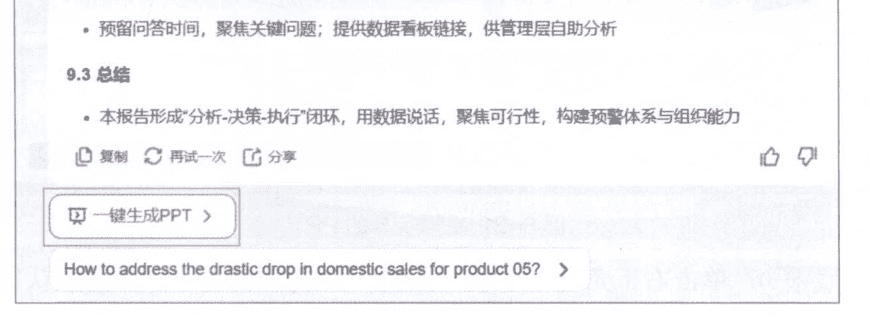 • 预留问答时间，聚焦关键问题；提供数据看板链接，供管理层自助分析
9.3 总结
• 本报告形成“分析-决策-执行”闭环，用数据说话，聚焦可行性，构建预警体系与组织能力
复制 再试一次 分享
一键生成PPT >
How to address the drastic drop in domestic sales for product 05? >